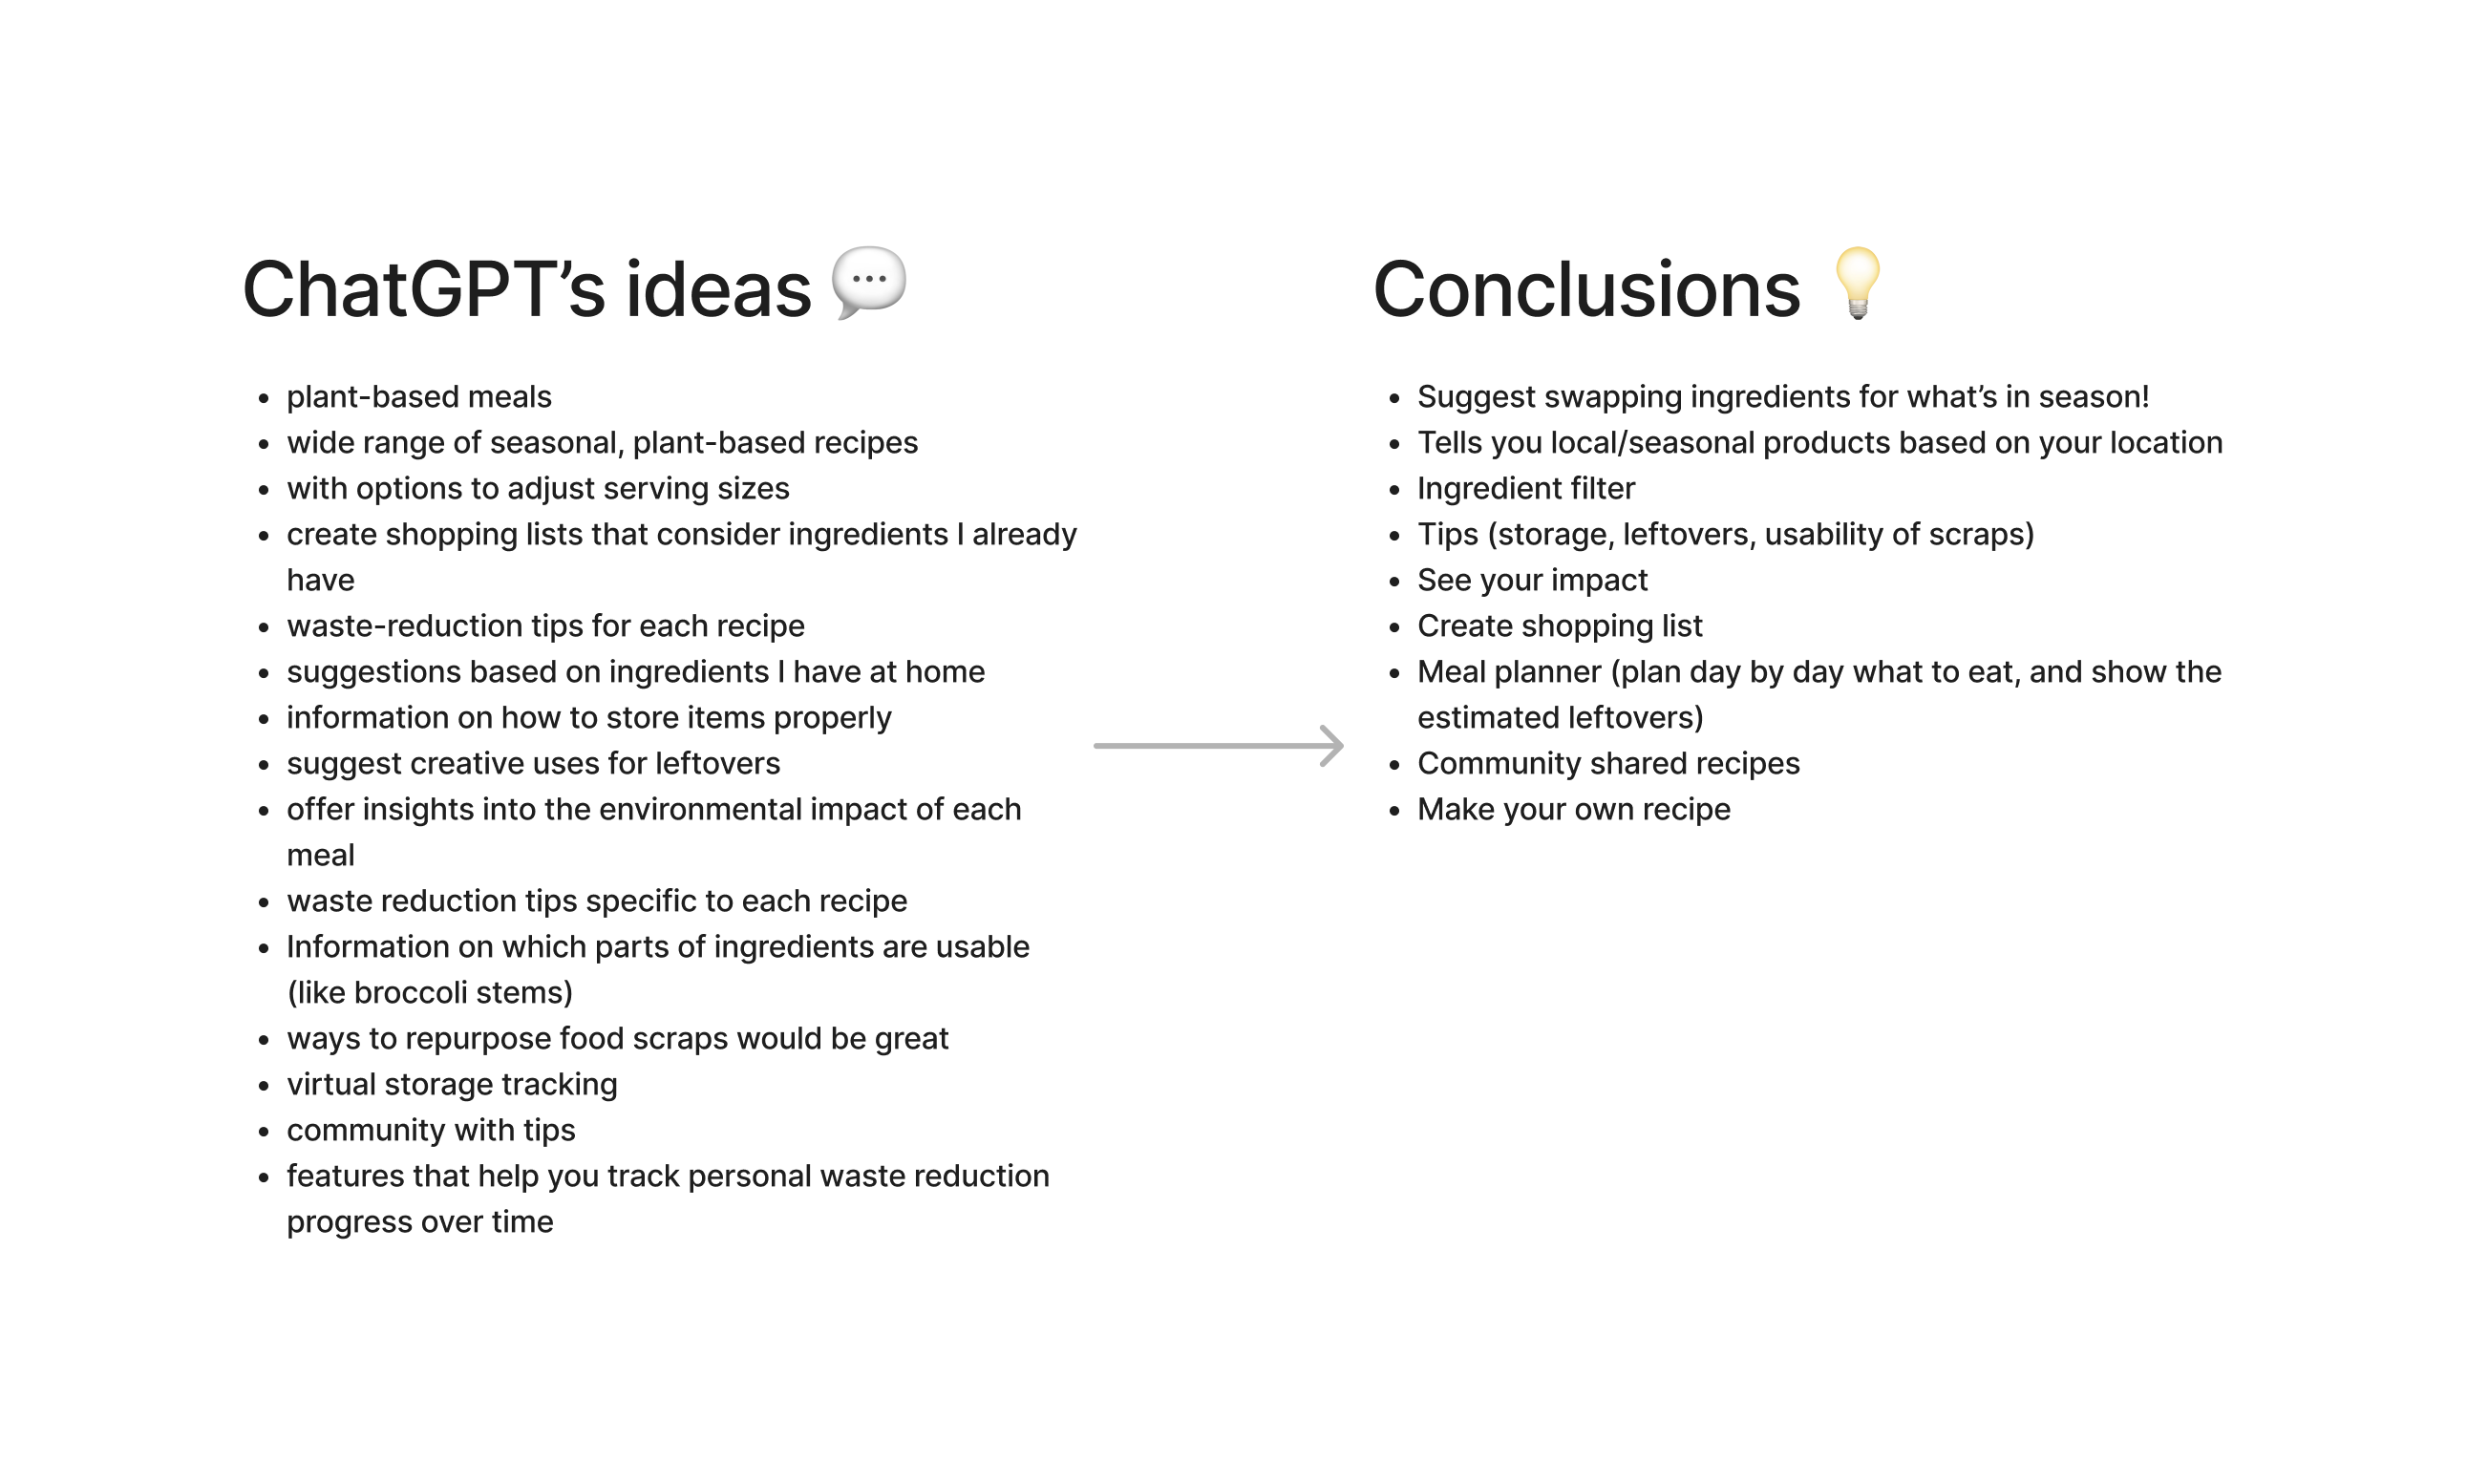 ChatGPT’s ideas 💬
• plant-based meals
• wide range of seasonal, plant-based recipes
• with options to adjust serving sizes
• create shopping lists that consider ingredients I already
have
• waste-reduction tips for each recipe
• suggestions based on ingredients I have at home
• information on how to store items properly
• suggest creative uses for leftovers
• offer insights into the environmental impact of each
meal
• waste reduction tips specific to each recipe
• Information on which parts of ingredients are usable
(like broccoli stems)
• ways to repurpose food scraps would be great
• virtual storage tracking
• community with tips
• features that help you track personal waste reduction
progress over time
Conclusions 💡
• Suggest swapping ingredients for what’s in season!
• Tells you local/seasonal products based on your location
• Ingredient filter
• Tips (storage, leftovers, usability of scraps)
• See your impact
• Create shopping list
• Meal planner (plan day by day what to eat, and show the
estimated leftovers)
• Community shared recipes
• Make your own recipe